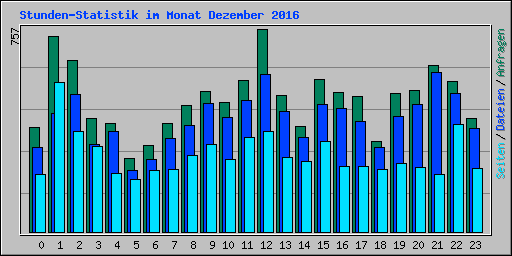 Stunden-Statistik im Monat Dezember 2016
757
Seiten / Dateien / Anfragen
0 1 2 3 4 5 6 7 8 9 10 11 12 13 14 15 16 17 18 19 20 21 22 23